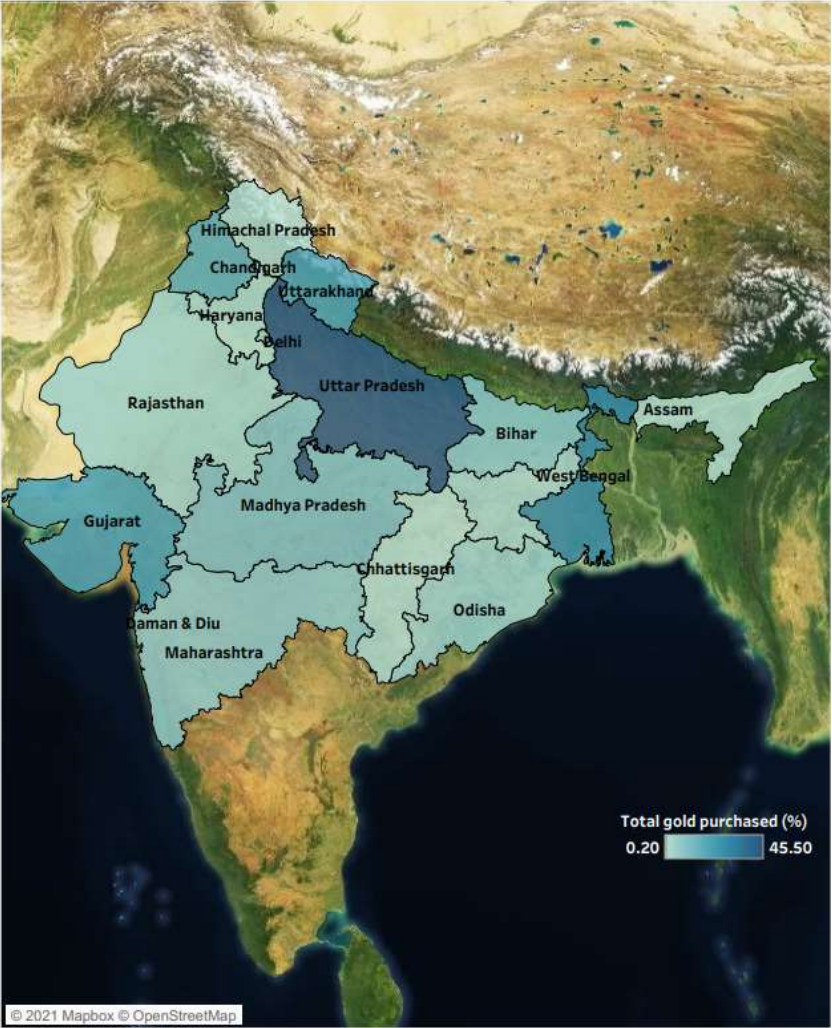 Himachal Pradesh
Chandigarh
Uttarakhand
Haryana
Delhi
Uttar Pradesh
Rajasthan
Assam
Bihar
West Bengal
Madhya Pradesh
Gujarat
Chhattisgarh
Odisha
Daman & Diu
Maharashtra
Total gold purchased (%)
0.20 45.50
© 2021 Mapbox © OpenStreetMap